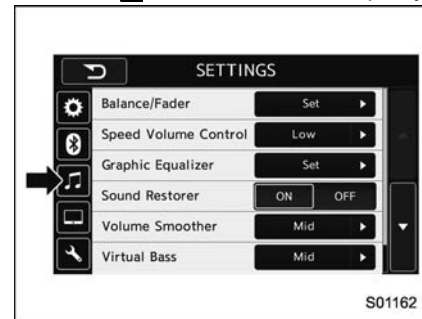 SETTINGS
Balance/Fader Set
Speed Volume Control Low
Graphic Equalizer Set
Sound Restorer ON OFF
Volume Smoother Mid
Virtual Bass Mid
S01162